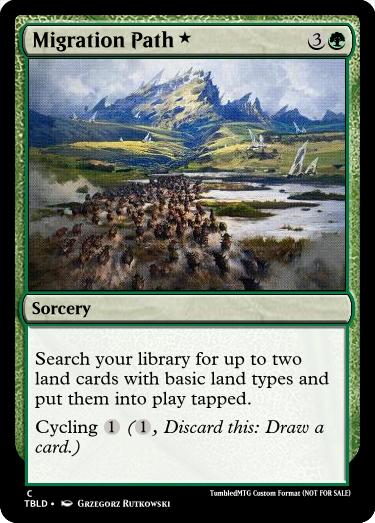 Migration Path ★ 3
Sorcery
Search your library for up to two
land cards with basic land types and
put them into play tapped.
Cycling 1 (1, Discard this: Draw a
card.)
C
TumbledMTG Custom Format (NOT FOR SALE)
TBLD • Grzegorz Rutkowski